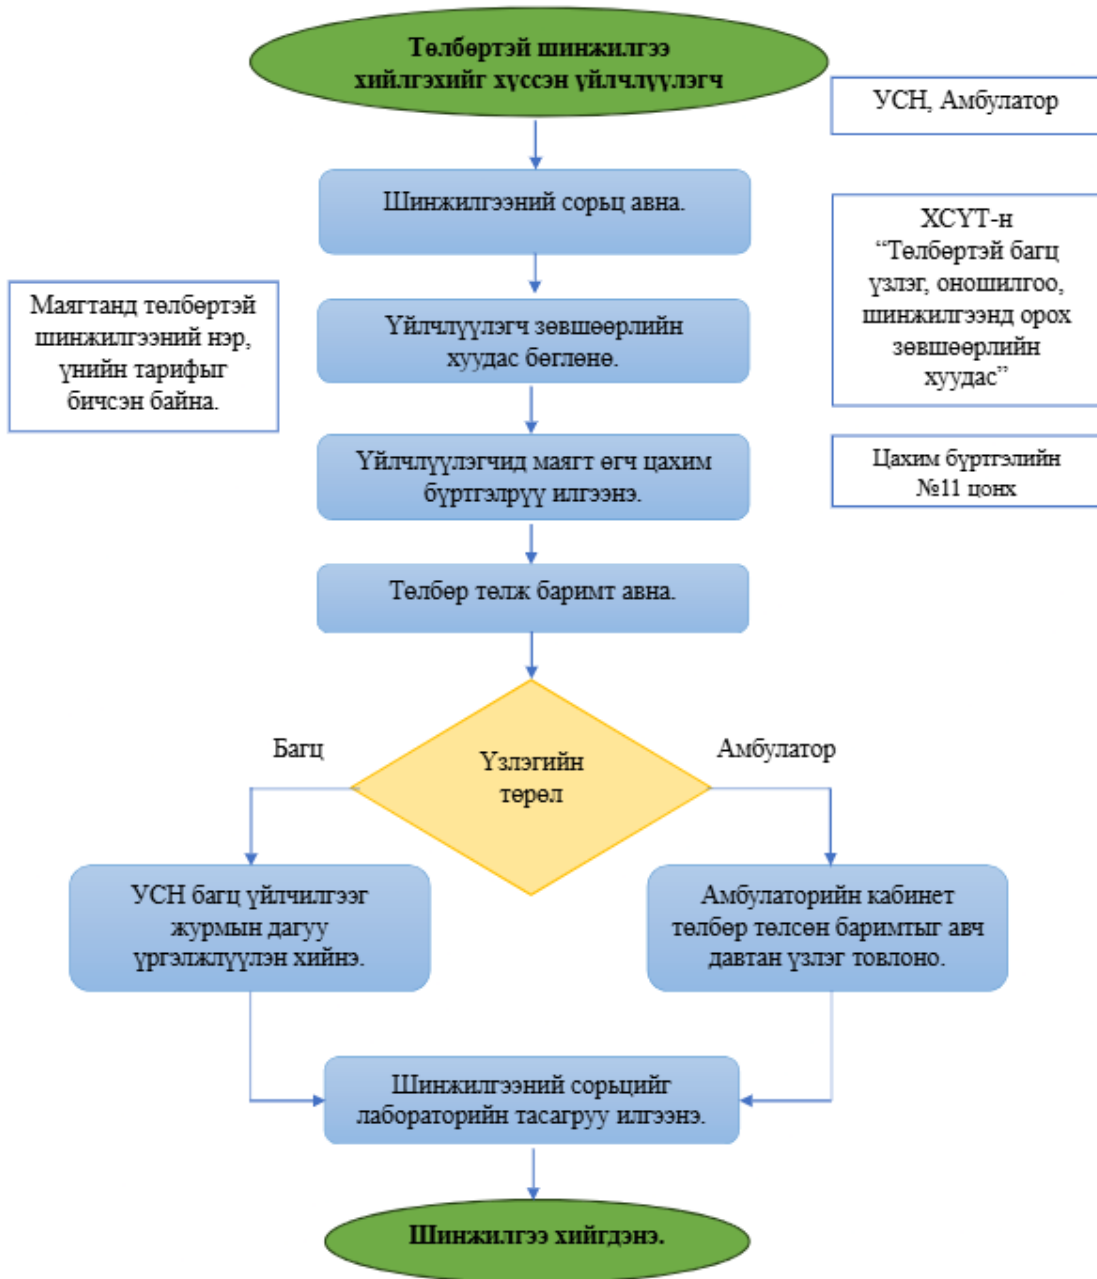 Төлбөртэй шинжилгээ
хийлгэхийг хүссэн үйлчлүүлэгч
УСН, Амбулатор
Шинжилгээний сорьц авна.
ХСҮТ-н
“Төлбөртэй багц
үзлэг, оношилгоо,
шинжилгээнд орох
зөвшөөрлийн
хуудас”
Маягтанд төлбөртэй
шинжилгээний нэр,
үнийн тарифыг
бичсэн байна.
Үйлчлүүлэгч зөвшөөрлийн
хуудас бөглөнө.
Үйлчлүүлэгчид маягт өгч цахим
бүртгэлрүү илгээнэ.
Цахим бүртгэлийн
№11 цонх
Төлбөр төлж баримт авна.
Багц
Үзлэгийн
төрөл
Амбулатор
УСН багц үйлчилгээг
журмын дагуу
үргэлжлүүлэн хийнэ.
Амбулаторийн кабинет
төлбөр төлсөн баримтыг авч
давтан үзлэг товлоно.
Шинжилгээний сорьцийг
лабораторийн тасагруу илгээнэ.
Шинжилгээ хийгдэнэ.